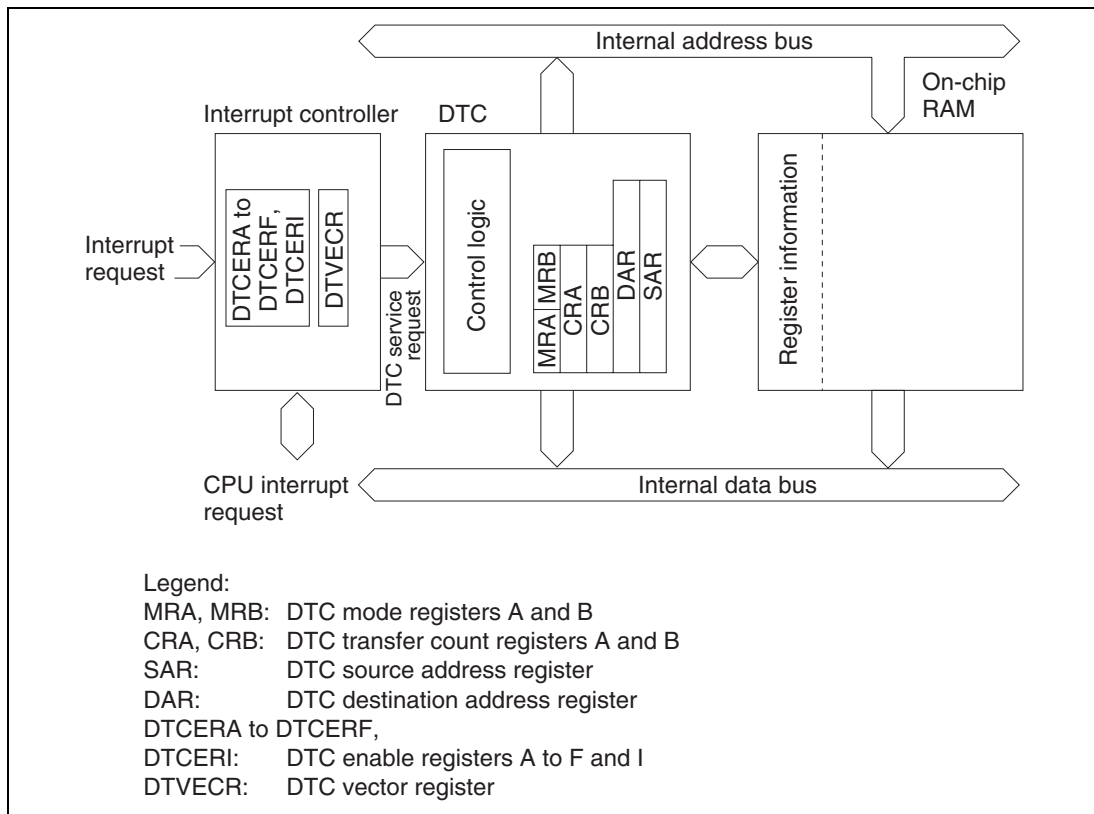 Internal address bus
On-chip
RAM
Interrupt controller
DTC
Interrupt
request
DTCERA to
DTCERF,
DTCERI
DTVECR
DTC service
request
Control logic
MRA
MRB
CRA
CRB
DAR
SAR
Register information
CPU interrupt
request
Internal data bus
Legend:
MRA, MRB: DTC mode registers A and B
CRA, CRB: DTC transfer count registers A and B
SAR: DTC source address register
DAR: DTC destination address register
DTCERA to DTCERF,
DTCERI: DTC enable registers A to F and I
DTVECR: DTC vector register